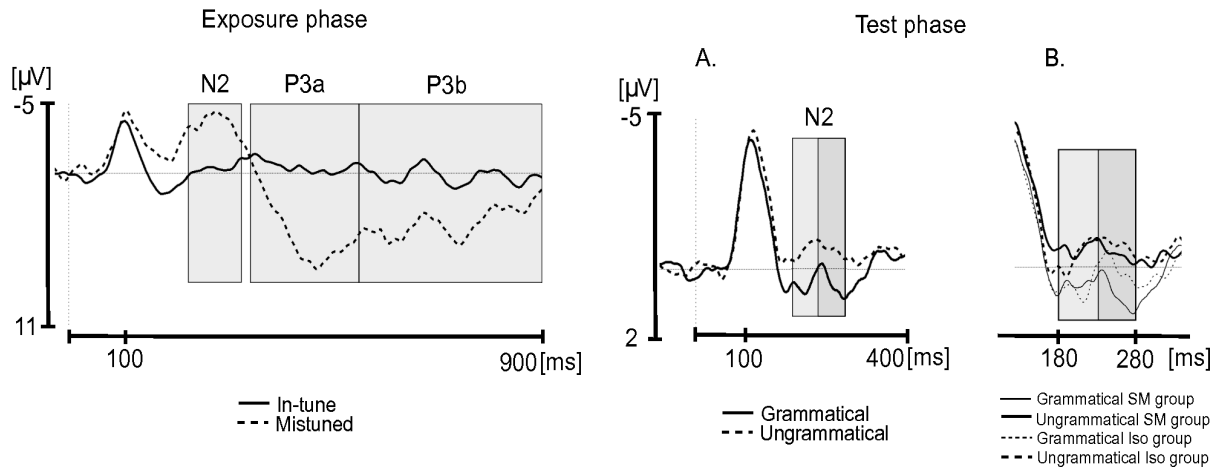 Exposure phase
Test phase
[µV]
N2
P3a
P3b
-5
11
100
900[ms]
In-tune
Mistuned
A.
[µV]
-5
N2
2
100
400[ms]
Grammatical
Ungrammatical
B.
180
280
[ms]
Grammatical SM group
Ungrammatical SM group
Grammatical Iso group
Ungrammatical Iso group